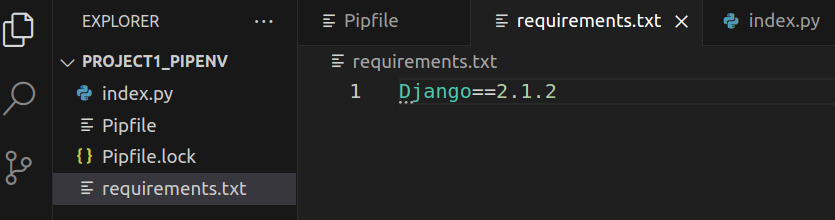 EXPLORER
PROJECT1_PIPENV
index.py
Pipfile
Pipfile.lock
requirements.txt
Pipfile
requirements.txt
index.py
requirements.txt
1 Django==2.1.2